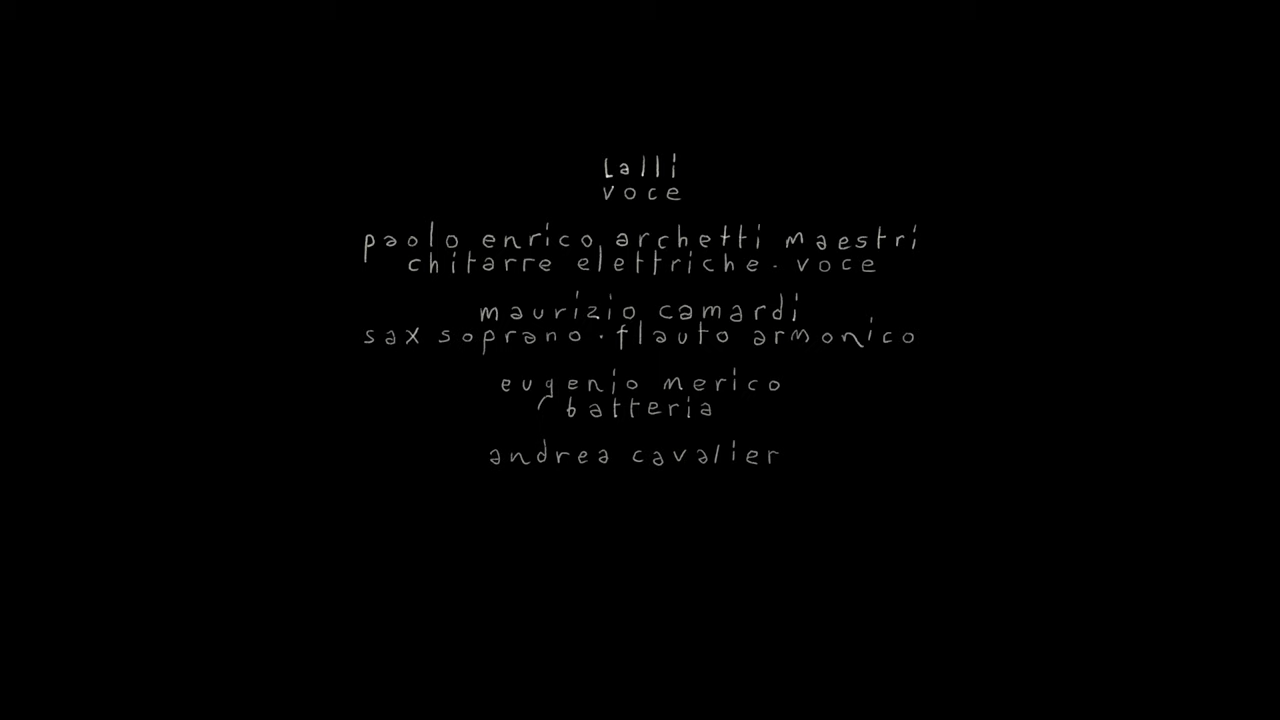 Lalli
voce
paolo enrico archetti maestri
chitarre elettriche . voce
maurizio camardi
sax soprano . flauto armonico
eugenio merico
batteria
andrea cavalier